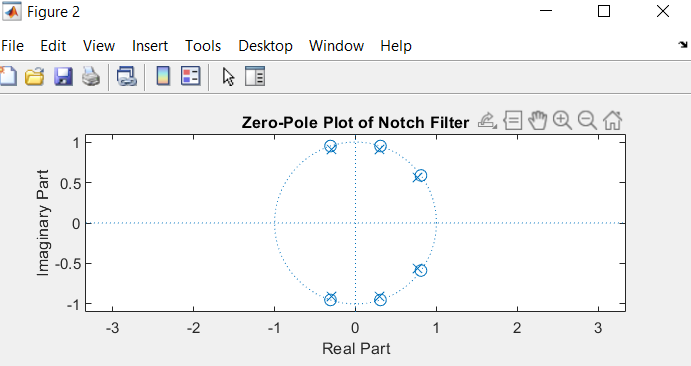 Figure 2
File Edit View Insert Tools Desktop Window Help
Zero-Pole Plot of Notch Filter
Imaginary Part
1
0.5
0
-0.5
-1
-3 -2 -1 0 1 2 3
Real Part